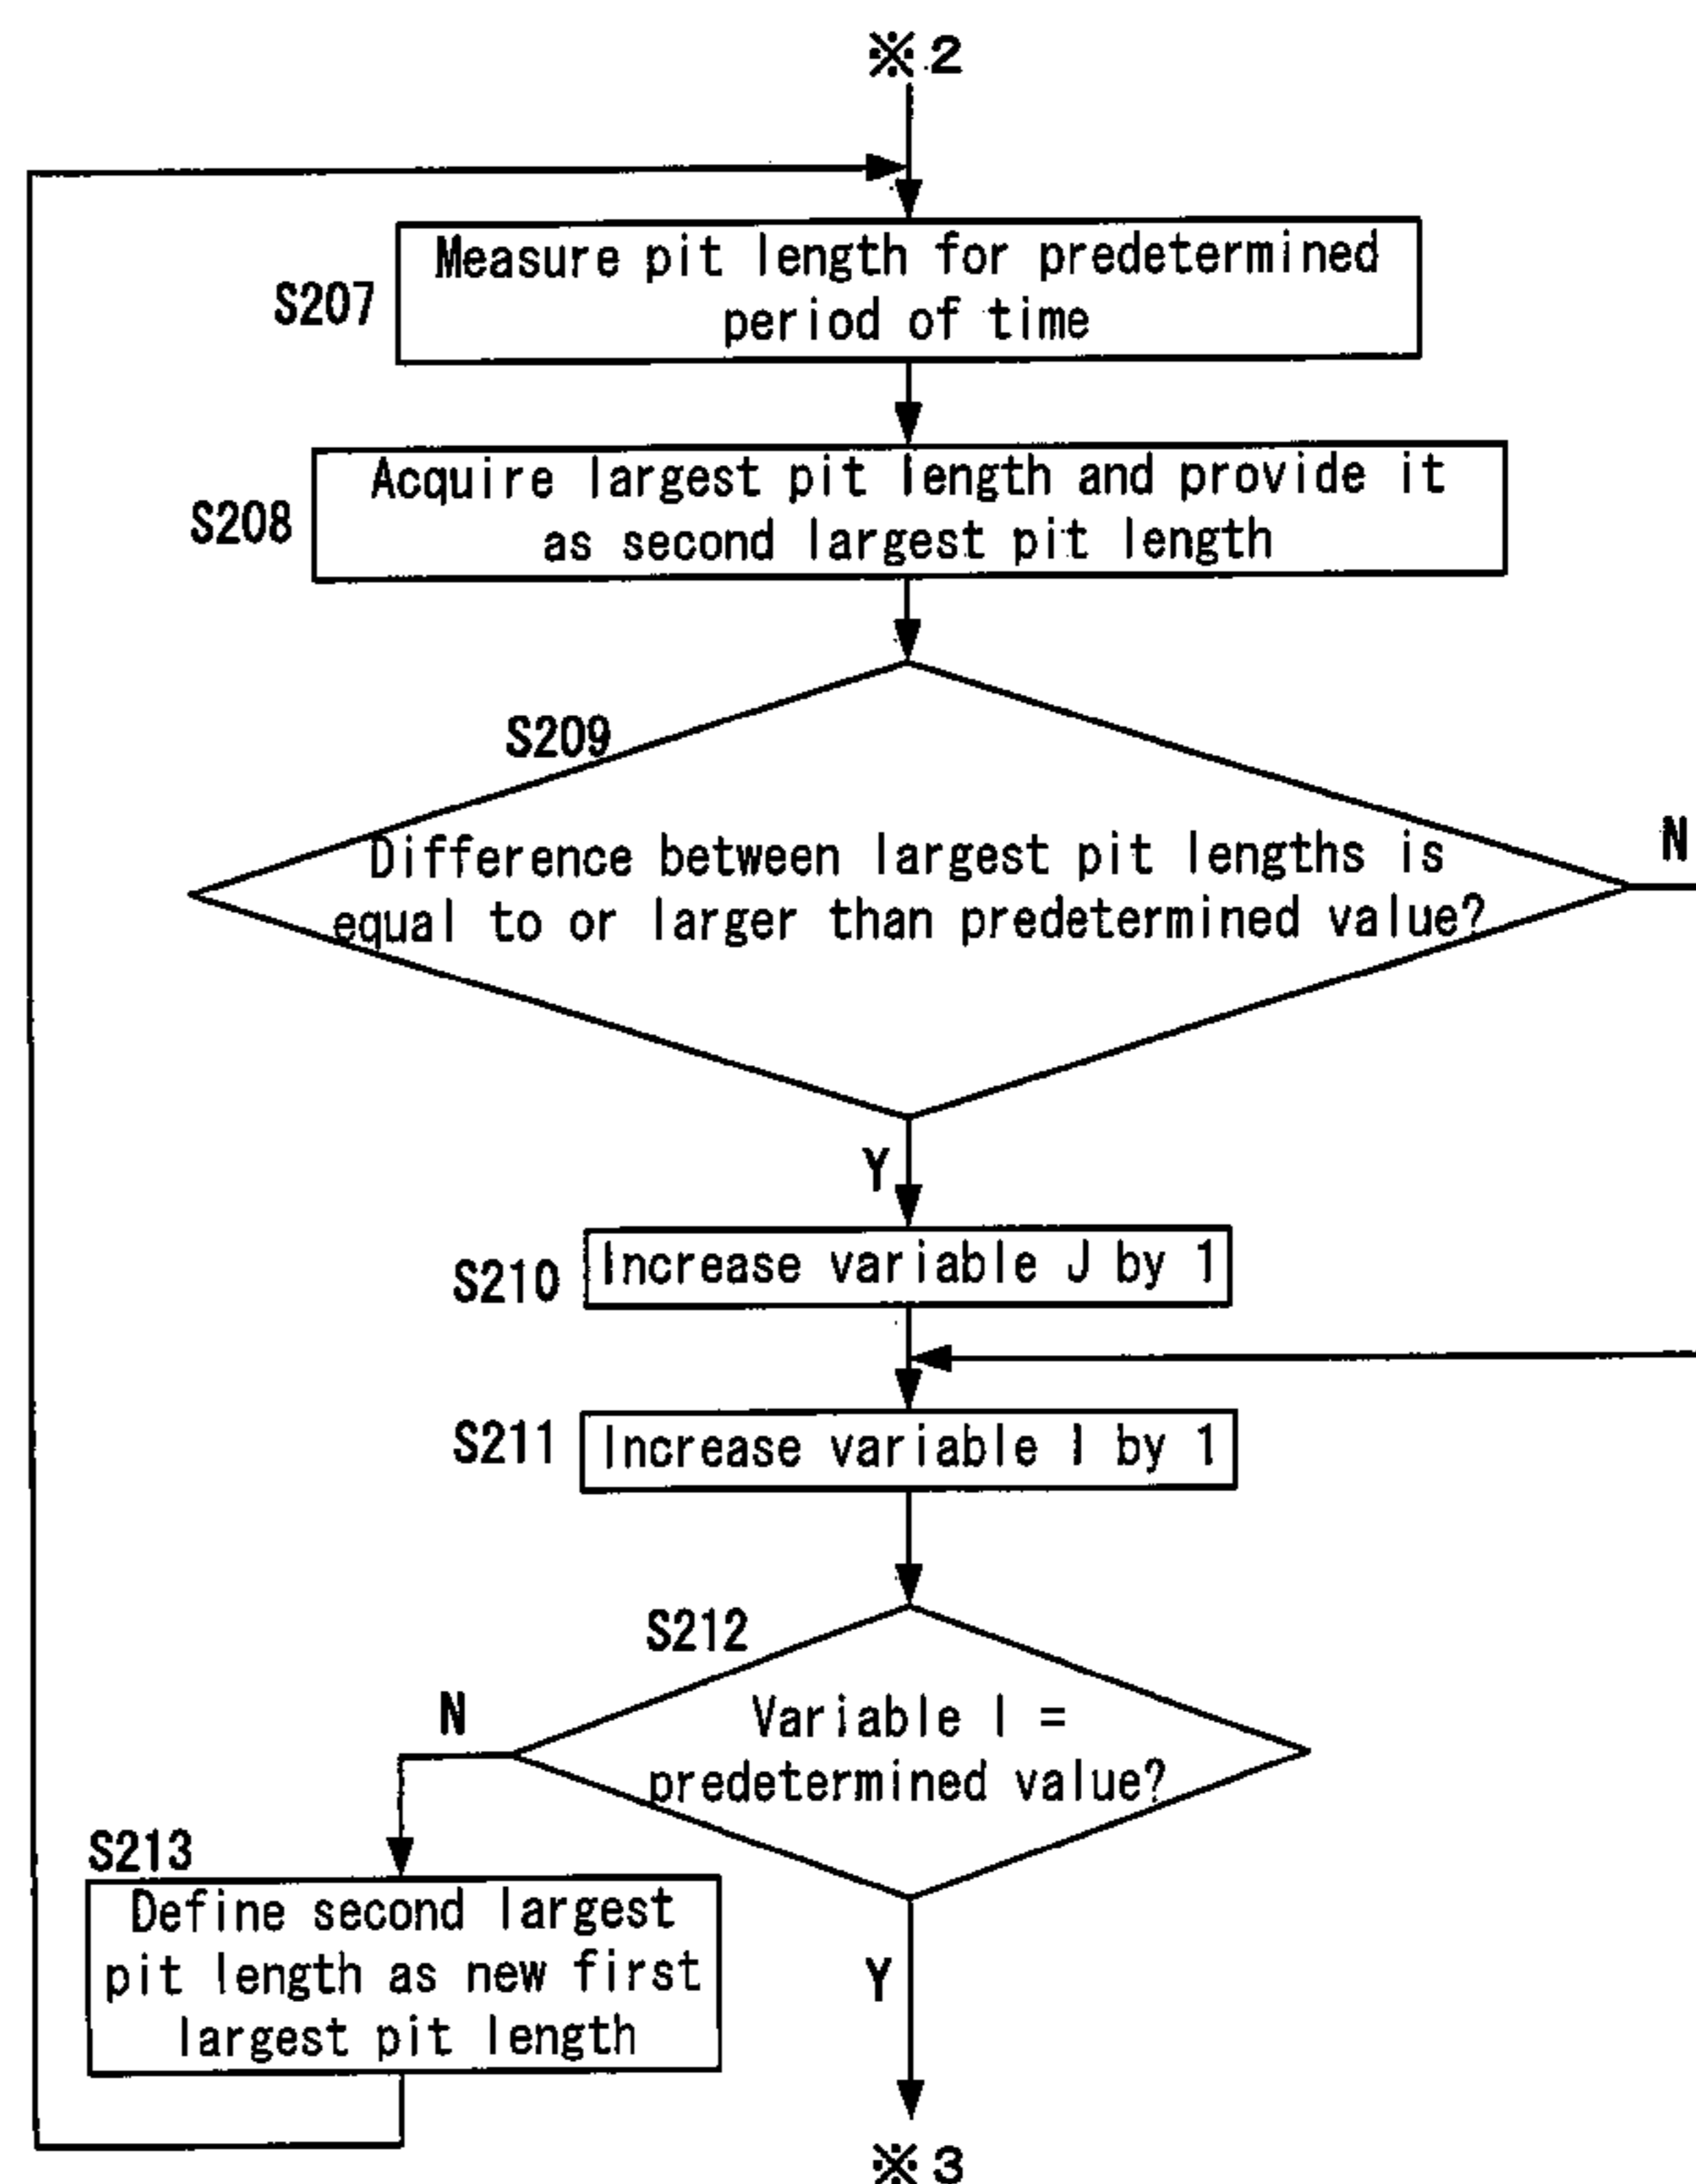 ※2
S207
Measure pit length for predetermined
period of time
S208
Acquire largest pit length and provide it
as second largest pit length
S209
Difference between largest pit lengths is
equal to or larger than predetermined value?
N
Y
S210
Increase variable J by 1
S211
Increase variable I by 1
S212
Variable I =
predetermined value?
N
S213
Define second largest
pit length as new first
largest pit length
Y
※3